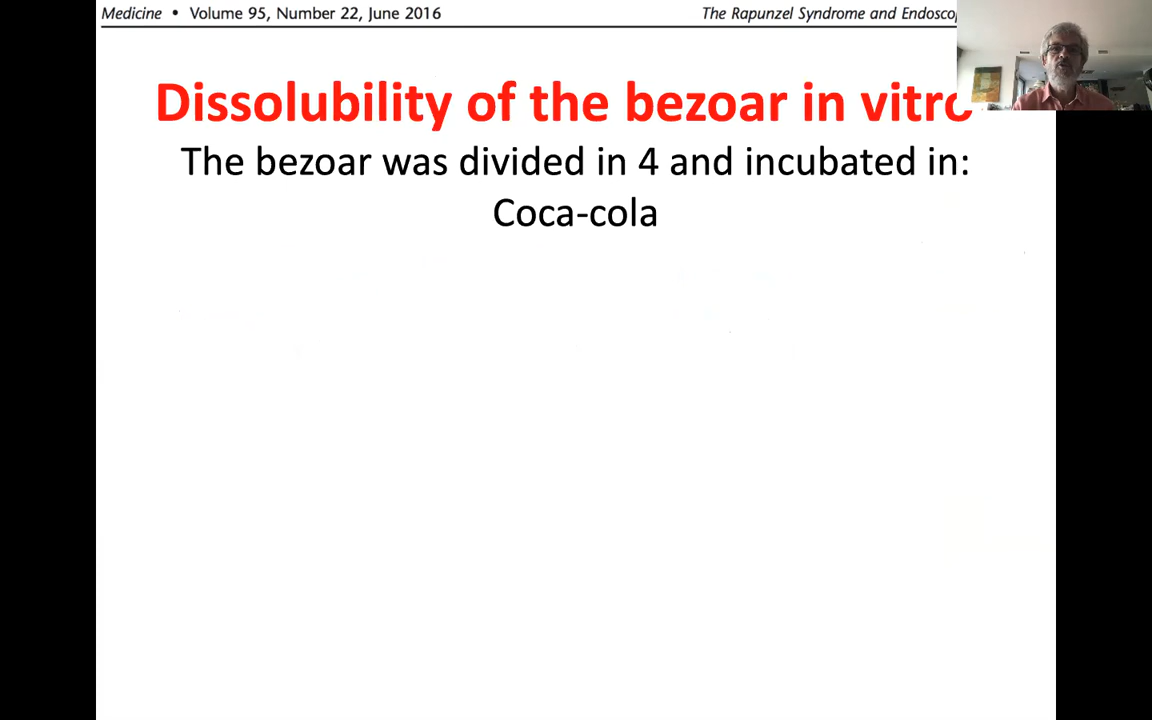 Medicine • Volume 95, Number 22, June 2016
The Rapunzel Syndrome and
Dissolubility of the bezoar in vitro
The bezoar was divided in 4 and incubated in:
Coca-cola